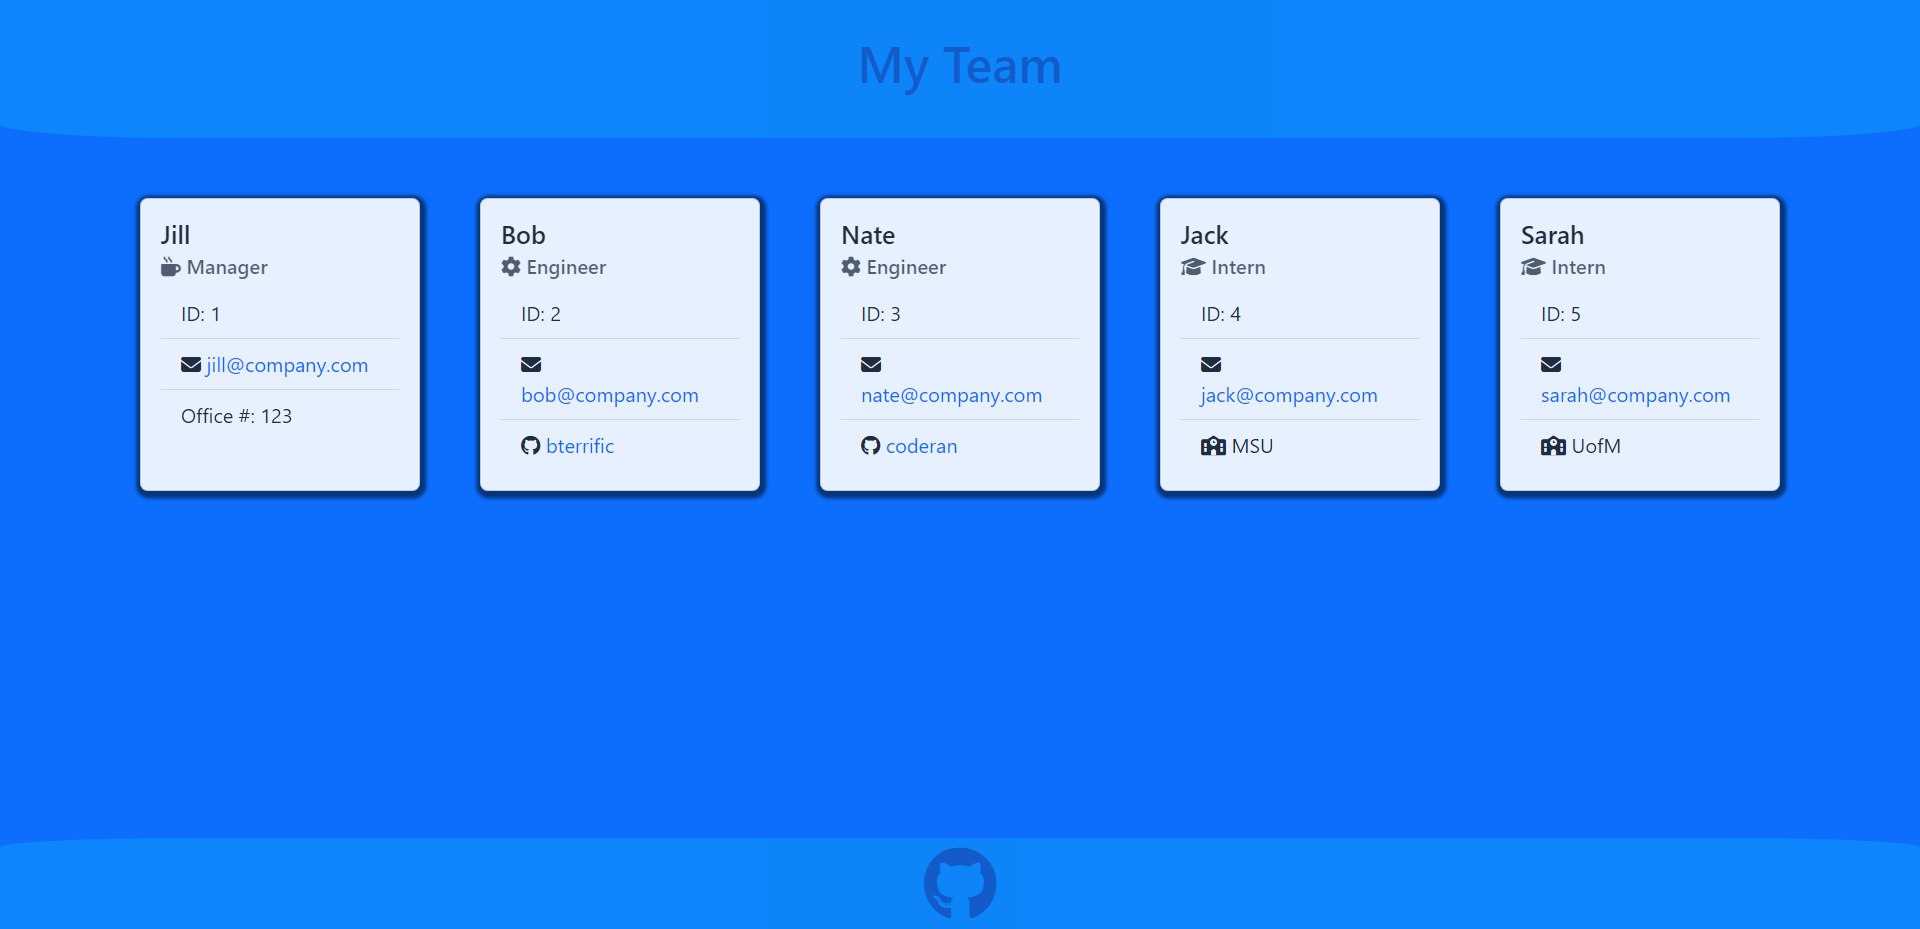 My Team
Jill
Manager
ID: 1
jill@company.com
Office #: 123
Bob
Engineer
ID: 2
bob@company.com
bterrific
Nate
Engineer
ID: 3
nate@company.com
coderan
Jack
Intern
ID: 4
jack@company.com
MSU
Sarah
Intern
ID: 5
sarah@company.com
UofM